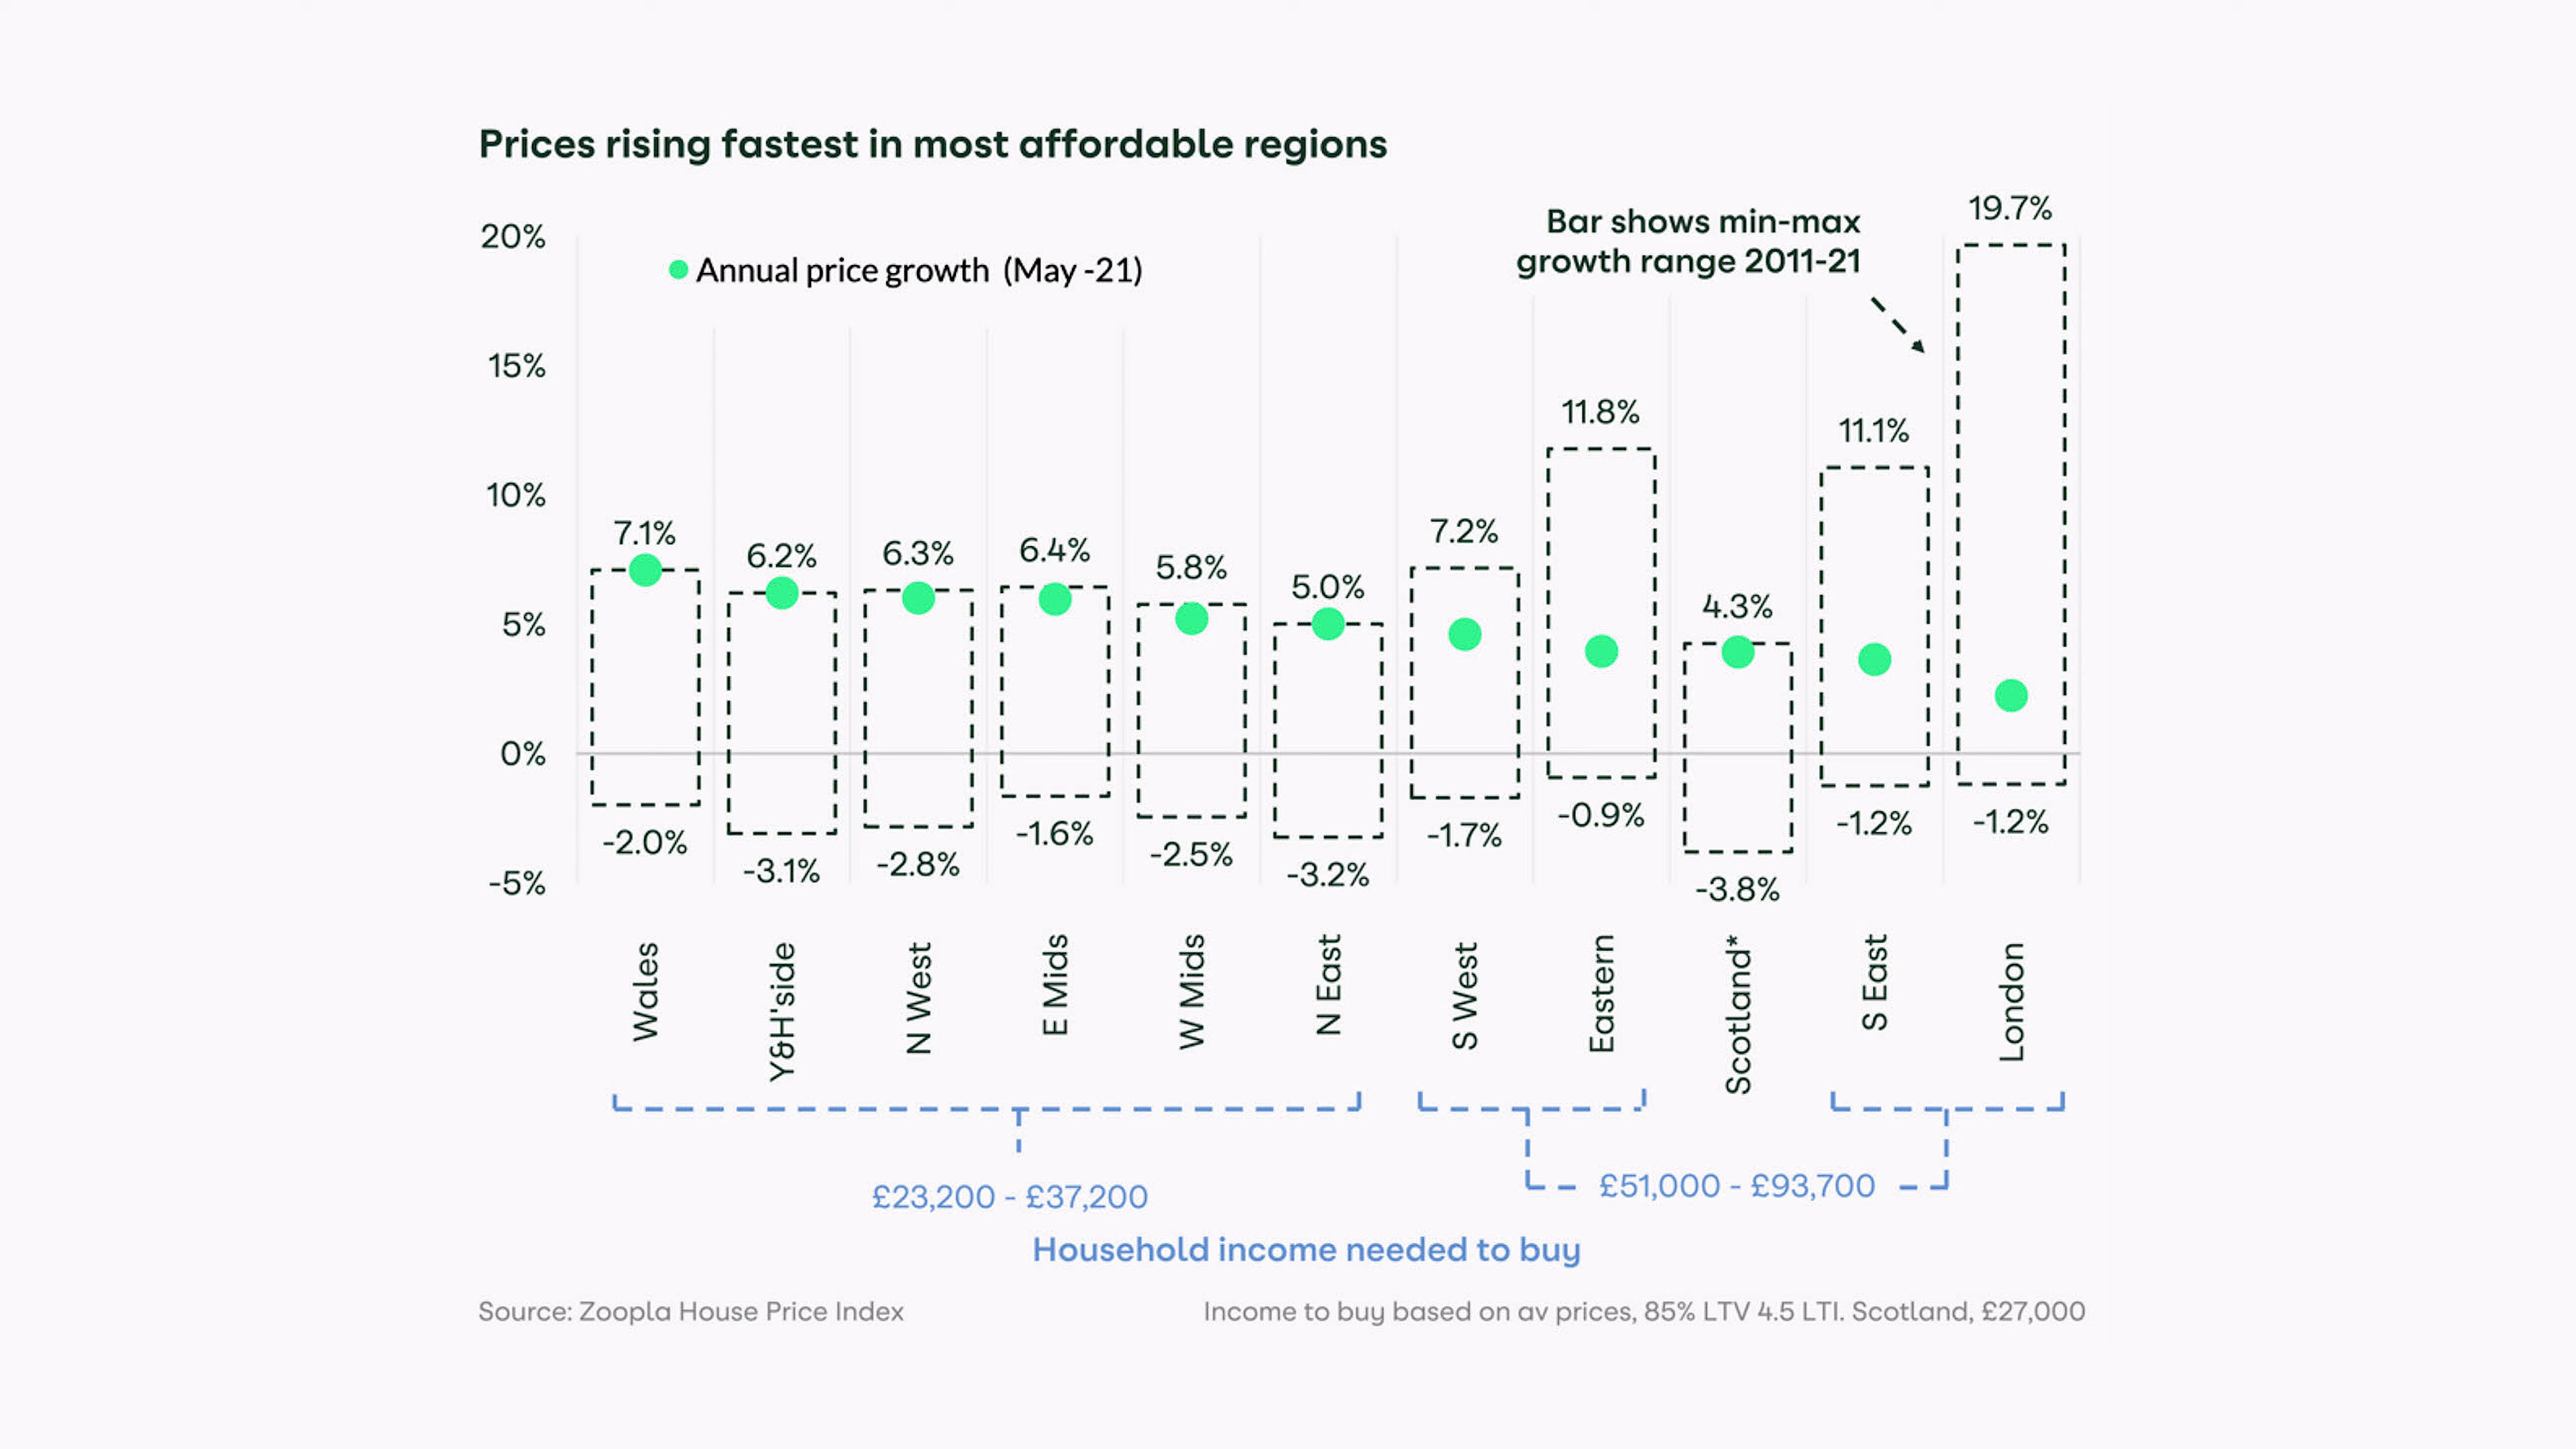 Prices rising fastest in most affordable regions
Bar shows min-max
growth range 2011-21
Annual price growth (May -21)
20%
15%
10%
5%
0%
-5%
7.1%
6.2%
6.3%
6.4%
5.8%
5.0%
7.2%
11.8%
4.3%
11.1%
19.7%
-2.0%
-3.1%
-2.8%
-1.6%
-2.5%
-3.2%
-1.7%
-0.9%
-3.8%
-1.2%
-1.2%
Wales
Y&H'side
N West
E Mids
W Mids
N East
S West
Eastern
Scotland*
S East
London
£23,200 - £37,200
£51,000 - £93,700
Household income needed to buy
Source: Zoopla House Price Index
Income to buy based on av prices, 85% LTV 4.5 LTI. Scotland, £27,000